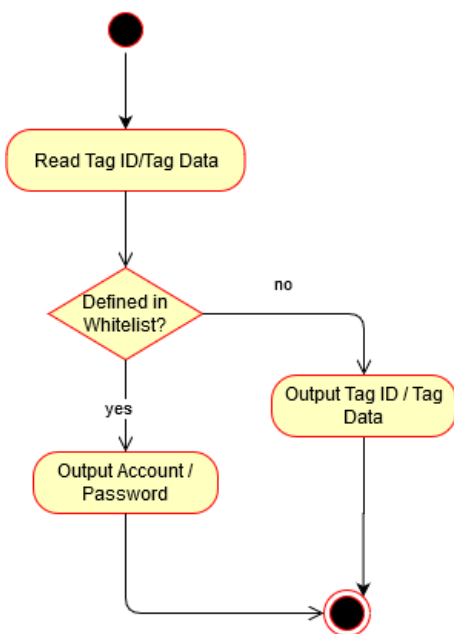 Read Tag ID/Tag Data
Defined in
Whitelist?
no
yes
Output Tag ID / Tag
Data
Output Account /
Password